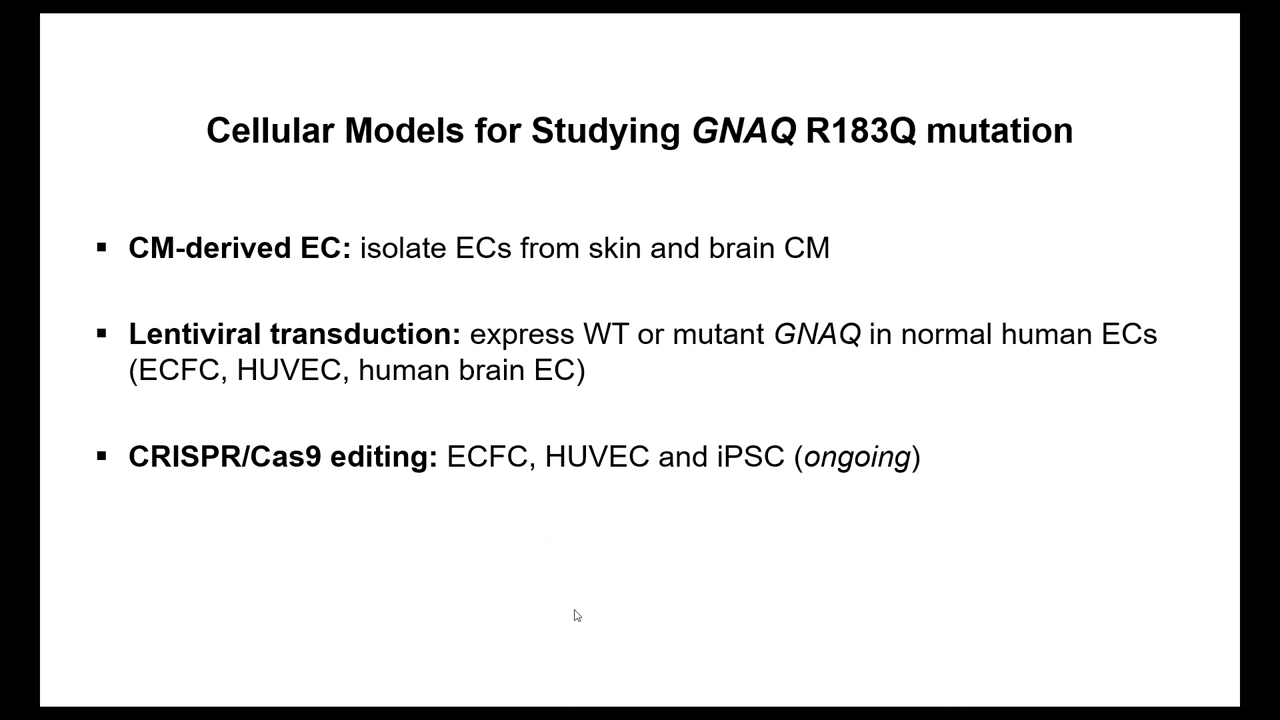 Cellular Models for Studying GNAQ R183Q mutation
▪ CM-derived EC: isolate ECs from skin and brain CM
▪ Lentiviral transduction: express WT or mutant GNAQ in normal human ECs
(ECFC, HUVEC, human brain EC)
▪ CRISPR/Cas9 editing: ECFC, HUVEC and iPSC (ongoing)